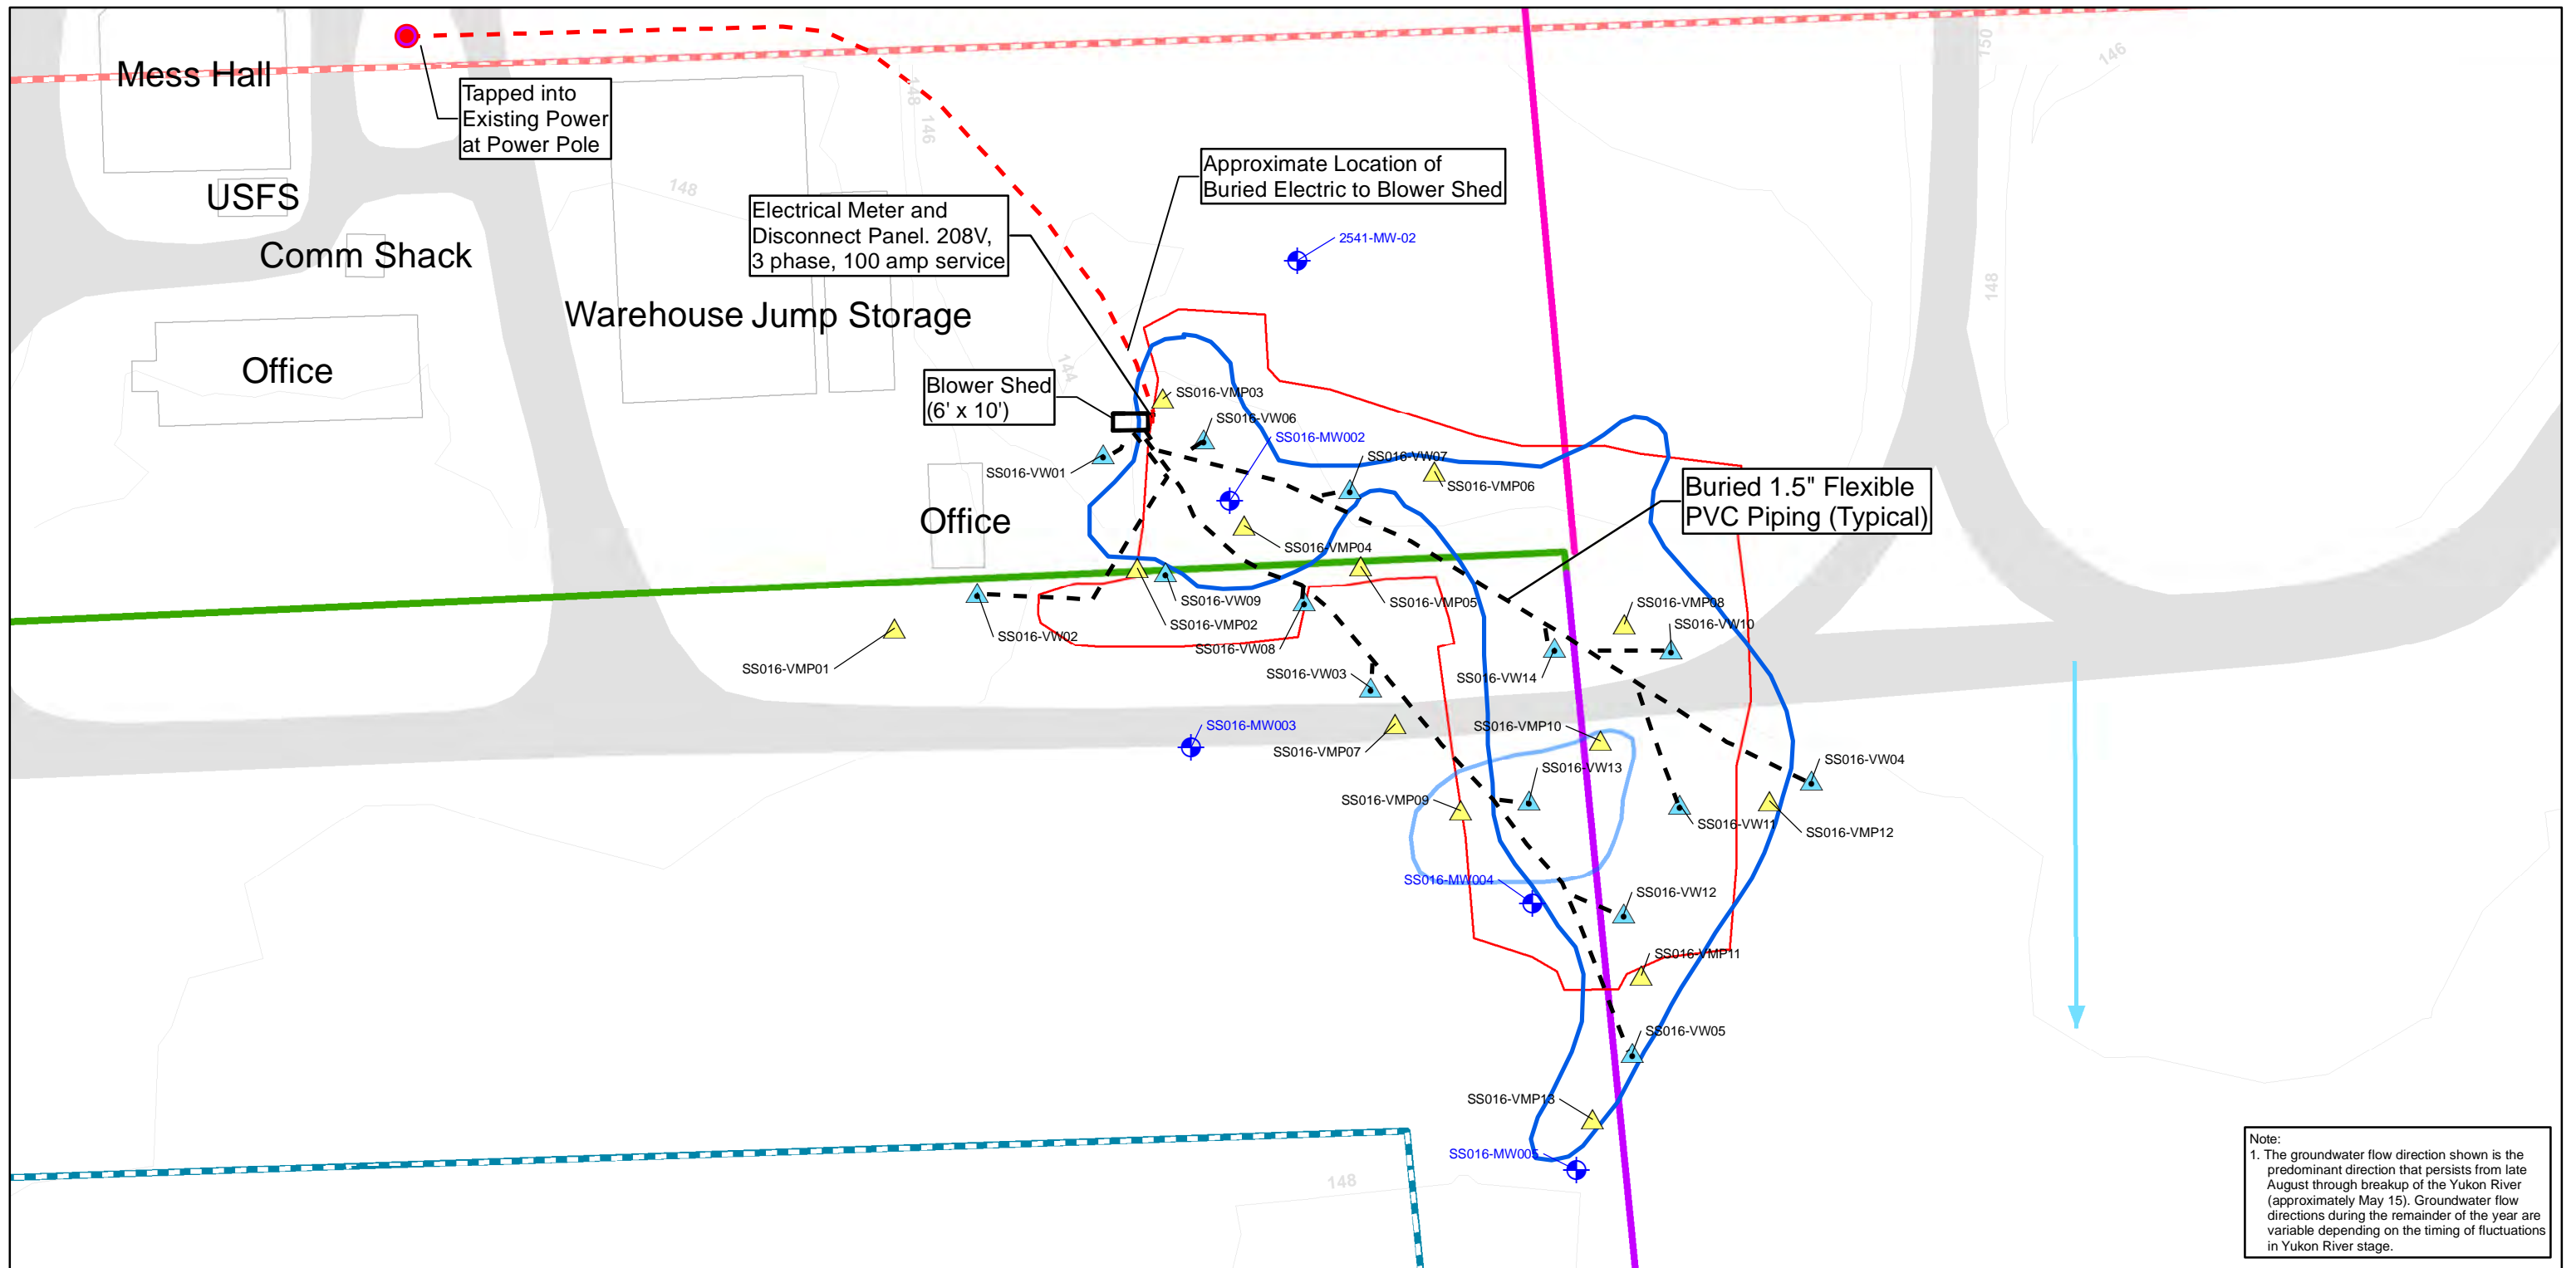 Mess Hall
Tapped into
Existing Power
at Power Pole
150
146
148
146
148
USFS
Comm Shack
Office
Warehouse
Jump Storage
Electrical Meter and
Disconnect Panel. 208V,
3 phase, 100 amp service
Approximate Location of
Buried Electric to Blower Shed
2541-MW-02
148
144
Blower Shed
(6' x 10')
SS016-VMP03
SS016-VW06
SS016-MW002
SS016-VW01
SS016-VW07
SS016-VMP06
Buried 1.5" Flexible
PVC Piping (Typical)
Office
SS016-VMP04
SS016-VW09
SS016-VMP05
SS016-VMP02
SS016-VW02
SS016-VMP08
SS016-VW10
SS016-VW08
SS016-VMP01
SS016-VW03
SS016-VW14
SS016-MW003
SS016-VMP10
SS016-VMP07
SS016-VW13
SS016-VW04
SS016-VMP09
SS016-VW11
SS016-VMP12
SS016-MW004
SS016-VW12
SS016-VMP11
SS016-VW05
SS016-VMP13
SS016-MW005
148
Note:
1. The groundwater flow direction shown is the
predominant direction that persists from late
August through breakup of the Yukon River
(approximately May 15). Groundwater flow
directions during the remainder of the year are
variable depending on the timing of fluctuations
in Yukon River stage.